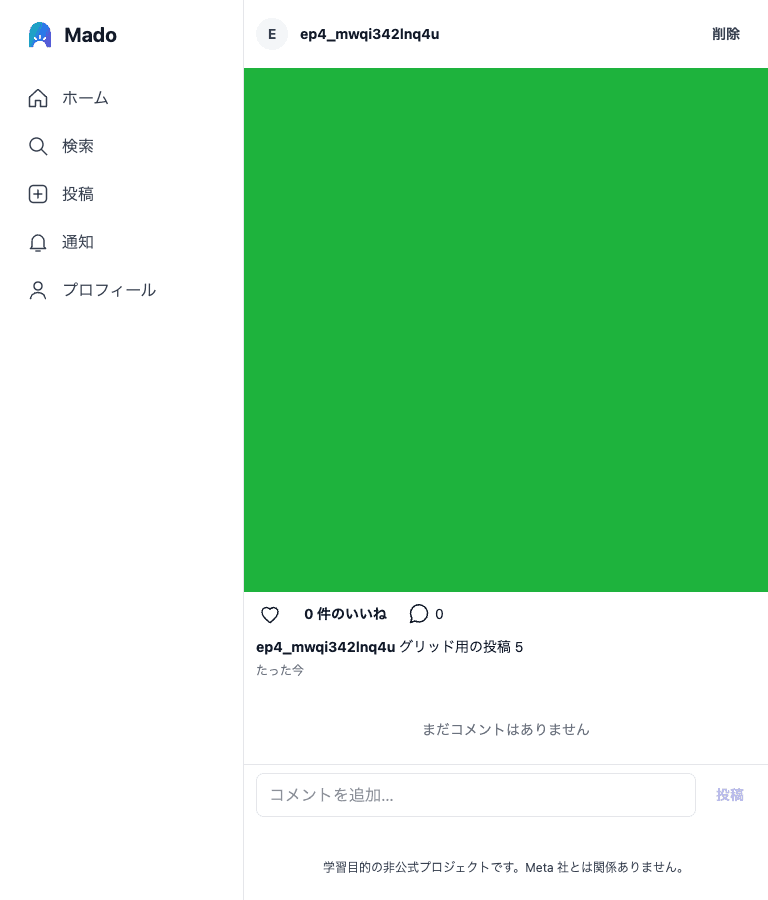 Mado
ホーム
検索
投稿
通知
プロフィール
E ep4_mwqi342lnq4u 削除
0 件のいいね 0
ep4_mwqi342lnq4u グリッド用の投稿 5
たった今
まだコメントはありません
コメントを追加... 投稿
学習目的の非公式プロジェクトです。Meta 社とは関係ありません。